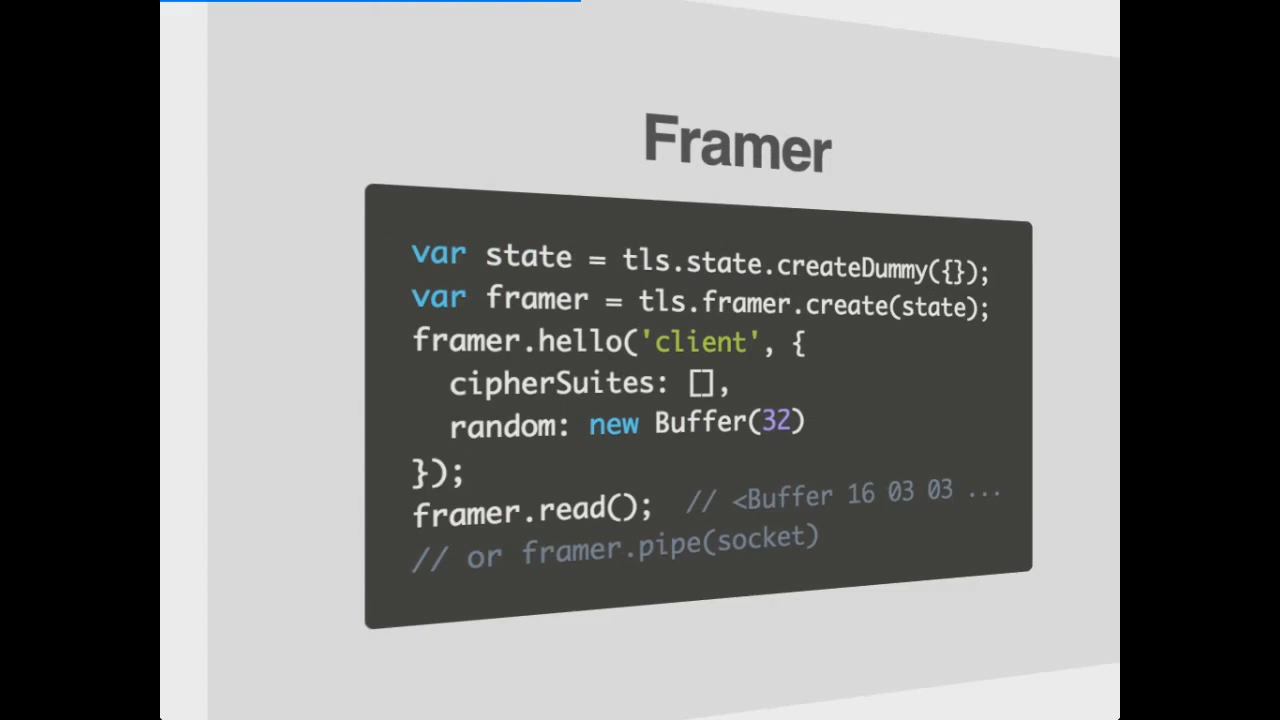 Framer
var state = tls.state.createDummy({});
var framer = tls.framer.create(state);
framer.hello('client', {
  cipherSuites: [],
  random: new Buffer(32)
});
framer.read();  // <Buffer 16 03 03 ...
// or framer.pipe(socket)